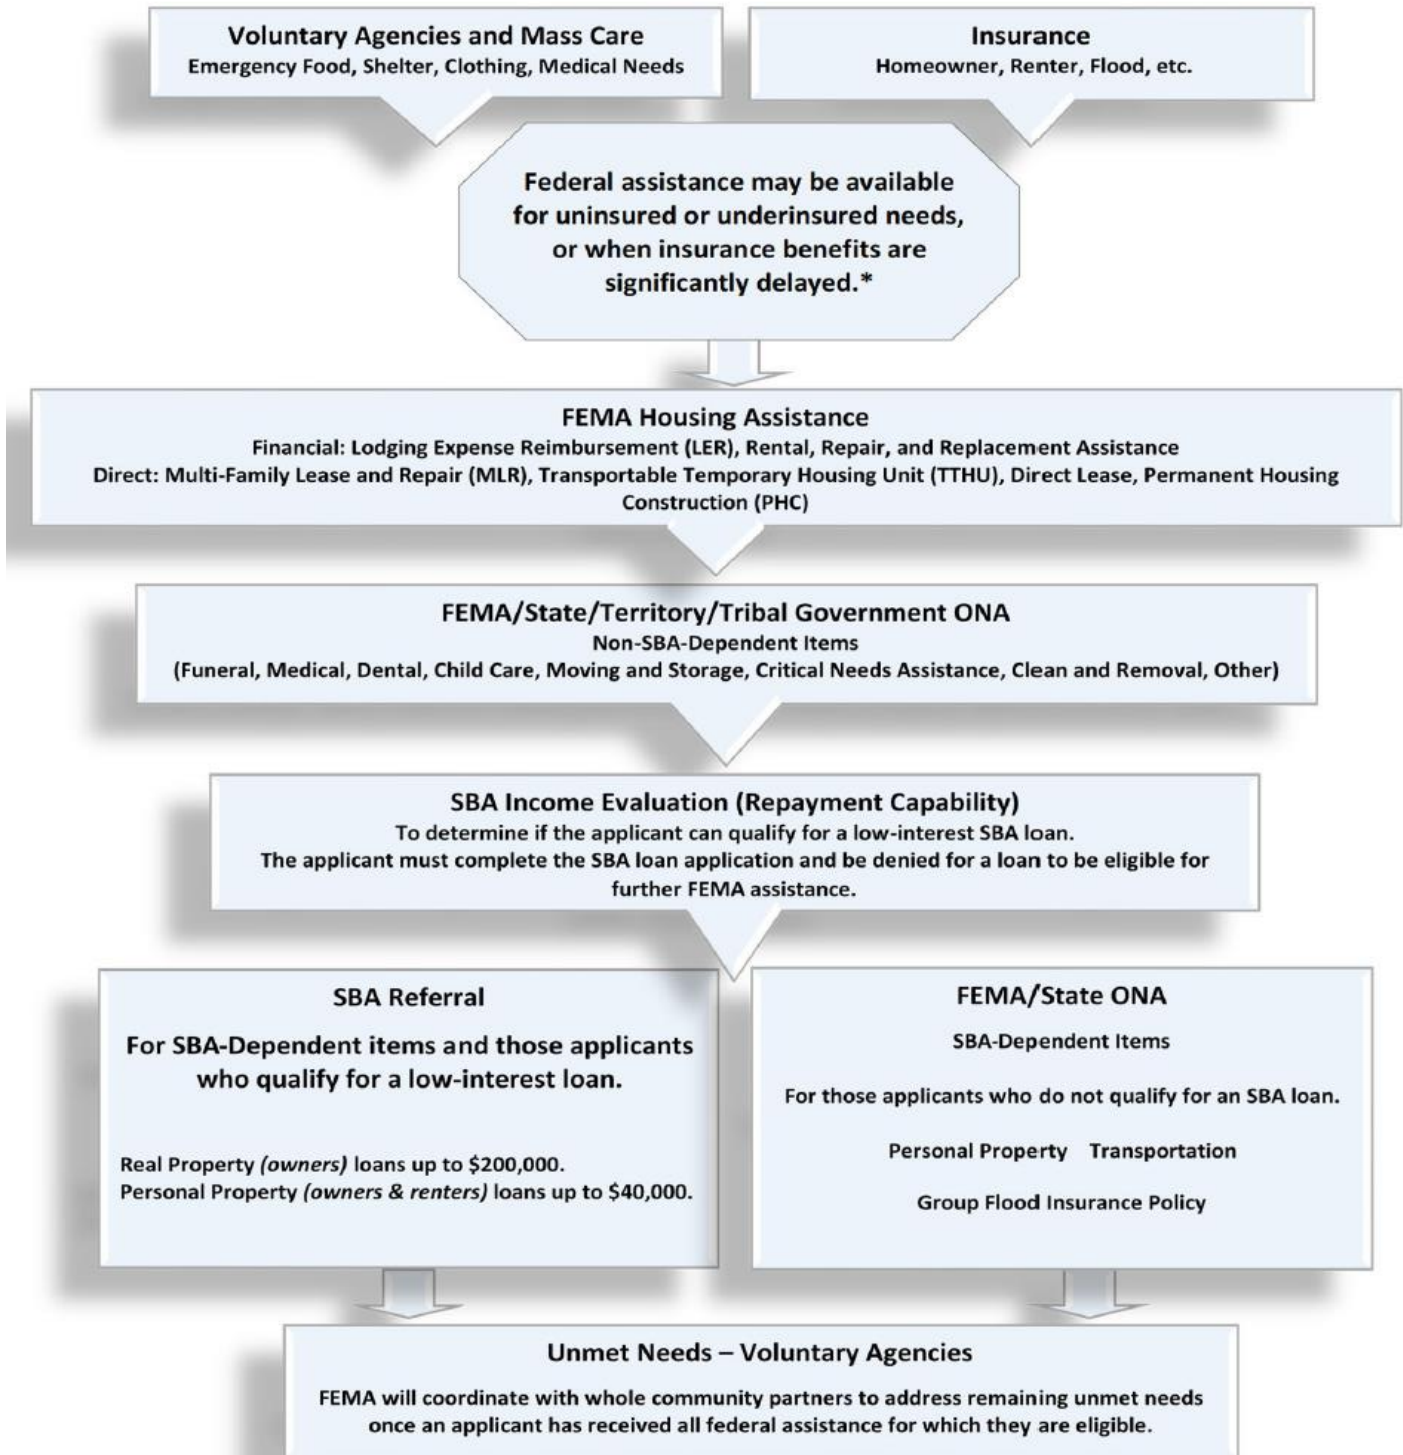 Voluntary Agencies and Mass Care
Emergency Food, Shelter, Clothing, Medical Needs
Insurance
Homeowner, Renter, Flood, etc.
Federal assistance may be available
for uninsured or underinsured needs,
or when insurance benefits are
significantly delayed.*
FEMA Housing Assistance
Financial: Lodging Expense Reimbursement (LER), Rental, Repair, and Replacement Assistance
Direct: Multi-Family Lease and Repair (MLR), Transportable Temporary Housing Unit (TTHU), Direct Lease, Permanent Housing
Construction (PHC)
FEMA/State/Territory/Tribal Government ONA
Non-SBA-Dependent Items
(Funeral, Medical, Dental, Child Care, Moving and Storage, Critical Needs Assistance, Clean and Removal, Other)
SBA Income Evaluation (Repayment Capability)
To determine if the applicant can qualify for a low-interest SBA loan.
The applicant must complete the SBA loan application and be denied for a loan to be eligible for
further FEMA assistance.
SBA Referral
For SBA-Dependent items and those applicants
who qualify for a low-interest loan.
Real Property (owners) loans up to $200,000.
Personal Property (owners & renters) loans up to $40,000.
FEMA/State ONA
SBA-Dependent Items
For those applicants who do not qualify for an SBA loan.
Personal Property Transportation
Group Flood Insurance Policy
Unmet Needs – Voluntary Agencies
FEMA will coordinate with whole community partners to address remaining unmet needs
once an applicant has received all federal assistance for which they are eligible.